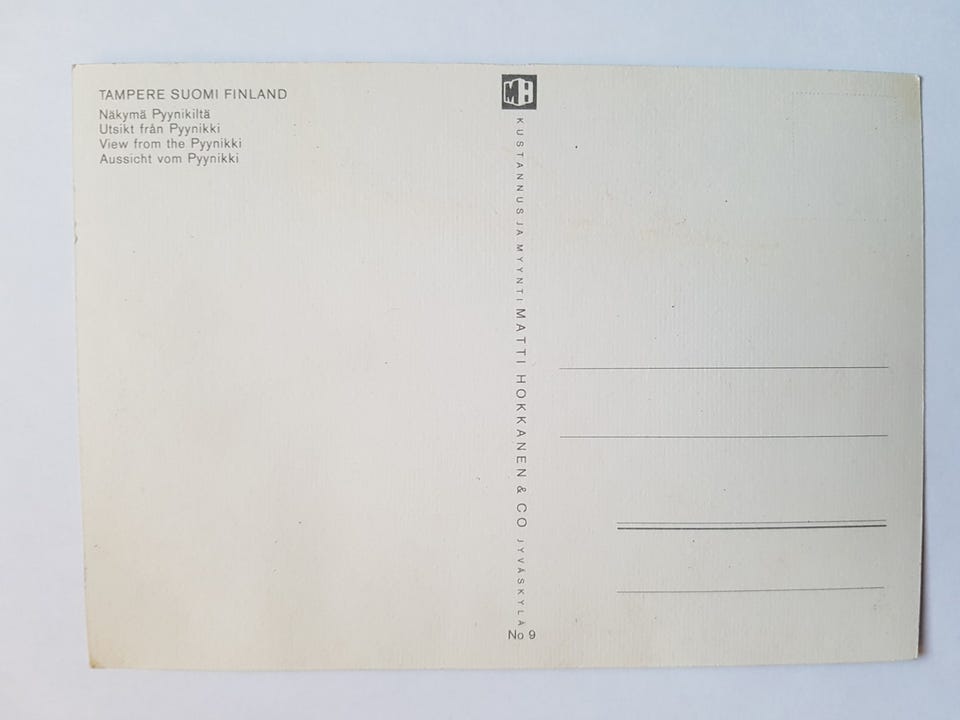 TAMPERE SUOMI FINLAND
Näkymä Pyynikiltä
Utsikt från Pyynikki
View from the Pyynikki
Aussicht vom Pyynikki
MH
KUSTANNUS JA MYYNTI MATTI HOKKANEN & CO JYVÄSKYLÄ
No 9